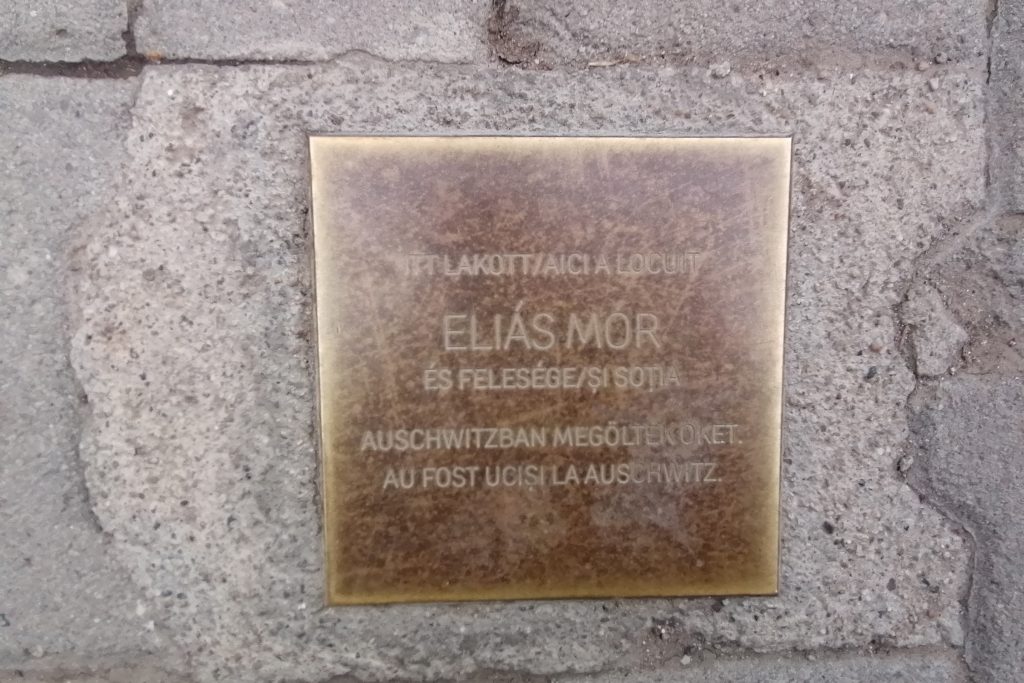 ITT LAKOTT/AICI A LOCUIT
ELIÁS MÓR
ÉS FELESÉGE/ȘI SOȚIA
AUSCHWITZBAN MEGÖLTÉK ŐKET.
AU FOST UCIȘI LA AUSCHWITZ.